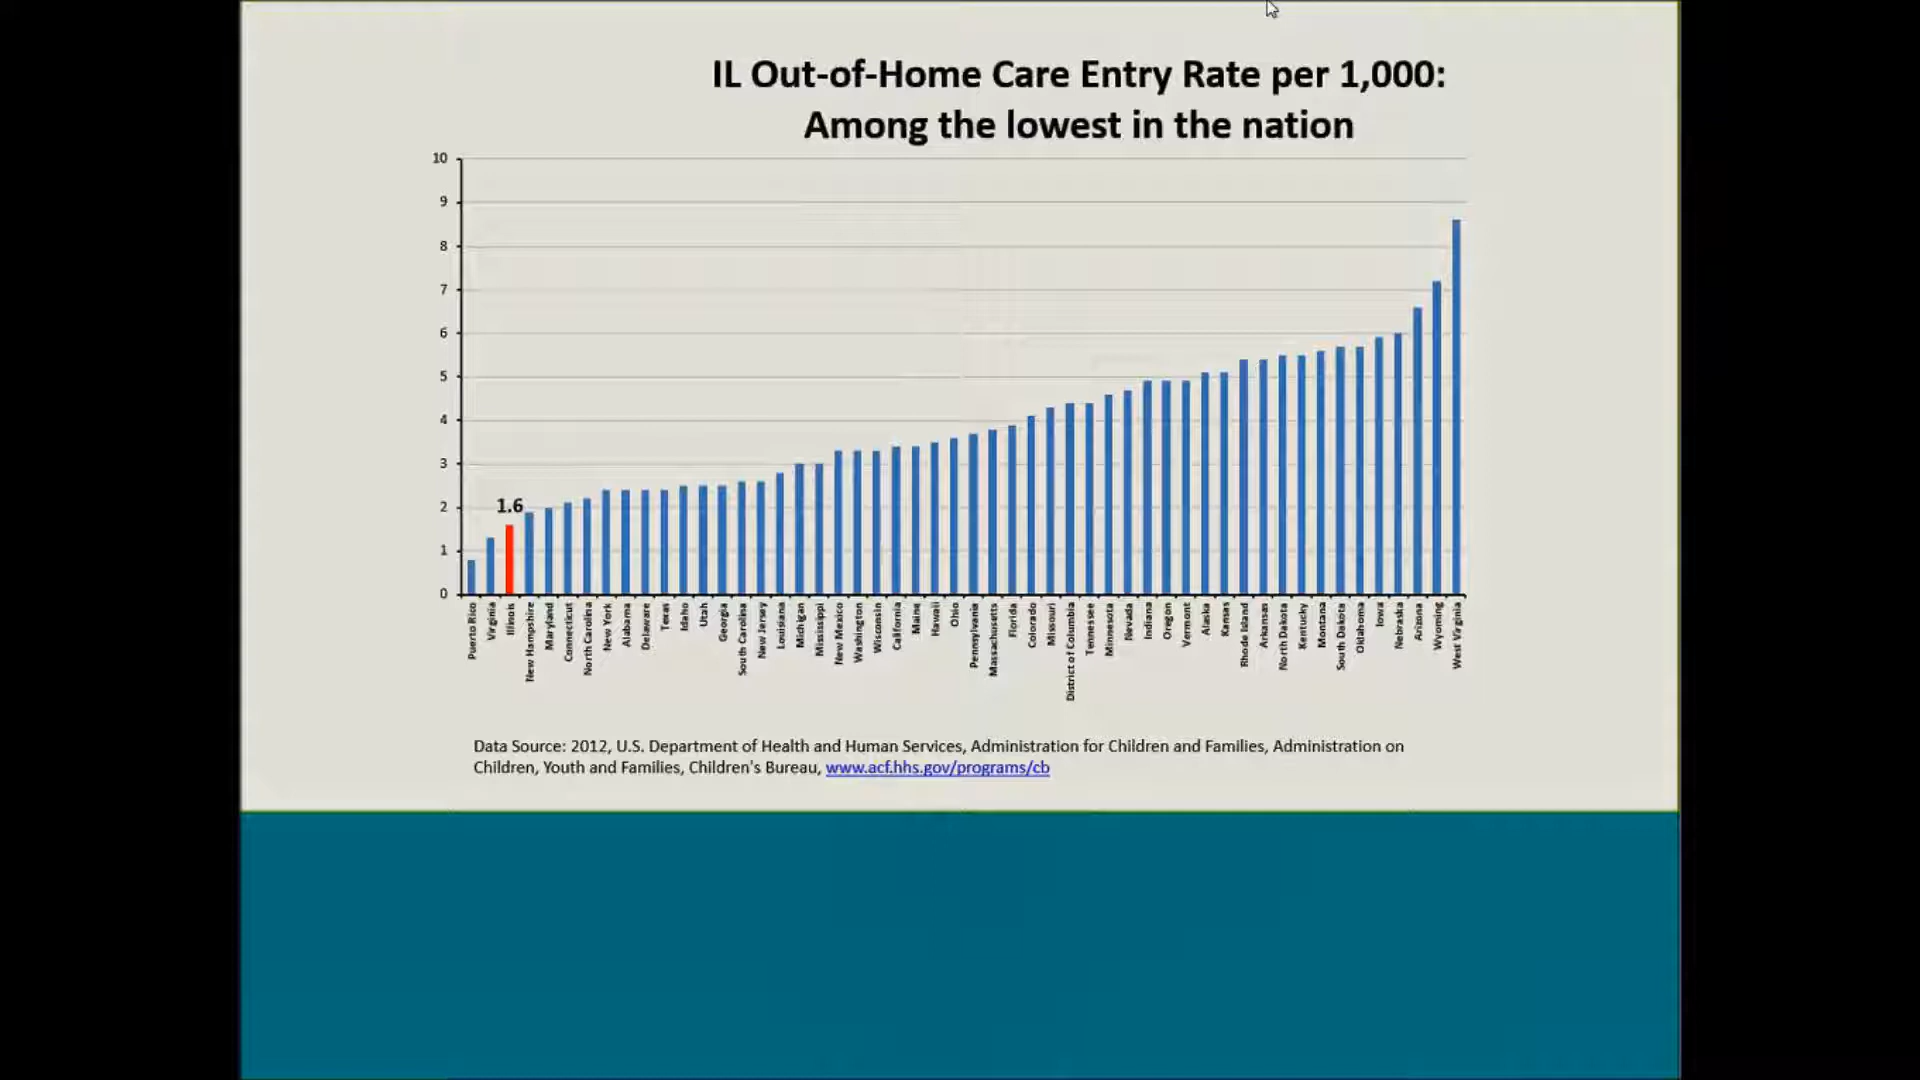 IL Out-of-Home Care Entry Rate per 1,000:
Among the lowest in the nation
10
9
8
7
6
5
4
3
2
1
0
1.6
Puerto Rico
Virginia
Illinois
New Hampshire
Maryland
Connecticut
North Carolina
New York
Alabama
Delaware
Texas
Idaho
Utah
Georgia
South Carolina
New Jersey
Louisiana
Michigan
Mississippi
New Mexico
Washington
Wisconsin
California
Maine
Hawaii
Ohio
Pennsylvania
Massachusetts
Florida
Colorado
Missouri
District of Columbia
Tennessee
Minnesota
Nevada
Indiana
Oregon
Vermont
Alaska
Kansas
Rhode Island
Arkansas
North Dakota
Kentucky
Montana
South Dakota
Oklahoma
Iowa
Nebraska
Arizona
Wyoming
West Virginia
Data Source: 2012, U.S. Department of Health and Human Services, Administration for Children and Families, Administration on
Children, Youth and Families, Children's Bureau, www.acf.hhs.gov/programs/cb